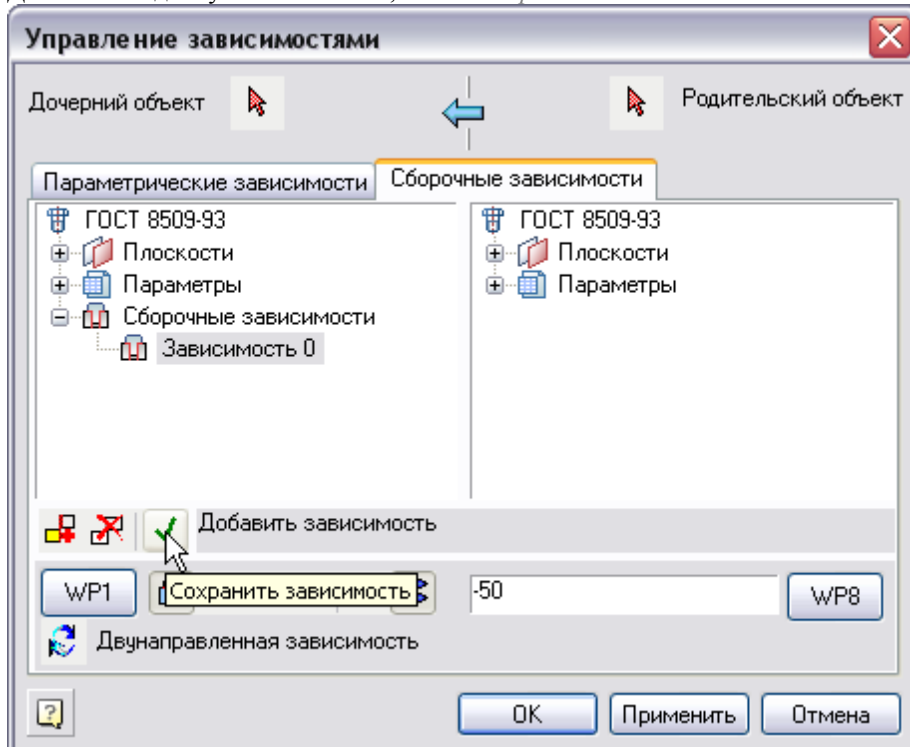 Управление зависимостями
Дочерний объект
Родительский объект
Параметрические зависимости
Сборочные зависимости
ГОСТ 8509-93
Плоскости
Параметры
Сборочные зависимости
Зависимость 0
ГОСТ 8509-93
Плоскости
Параметры
Добавить зависимость
Сохранить зависимость
WP1
-50
WP8
Двунаправленная зависимость
OK
Применить
Отмена